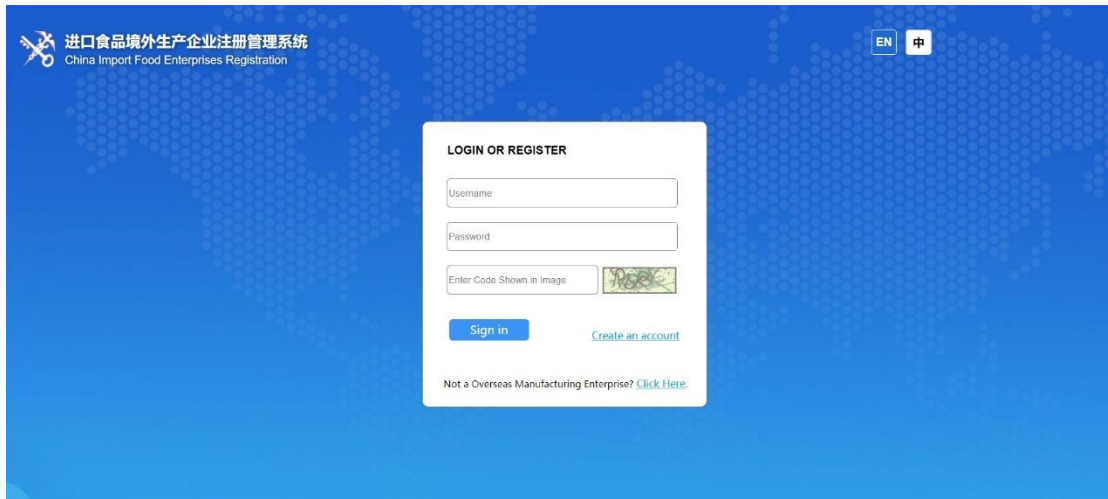 进口食品境外生产企业注册管理系统
China Import Food Enterprises Registration
EN 中
LOGIN OR REGISTER
Username
Password
Enter Code Shown in Image
Sign in
Create an account
Not a Overseas Manufacturing Enterprise? Click Here.